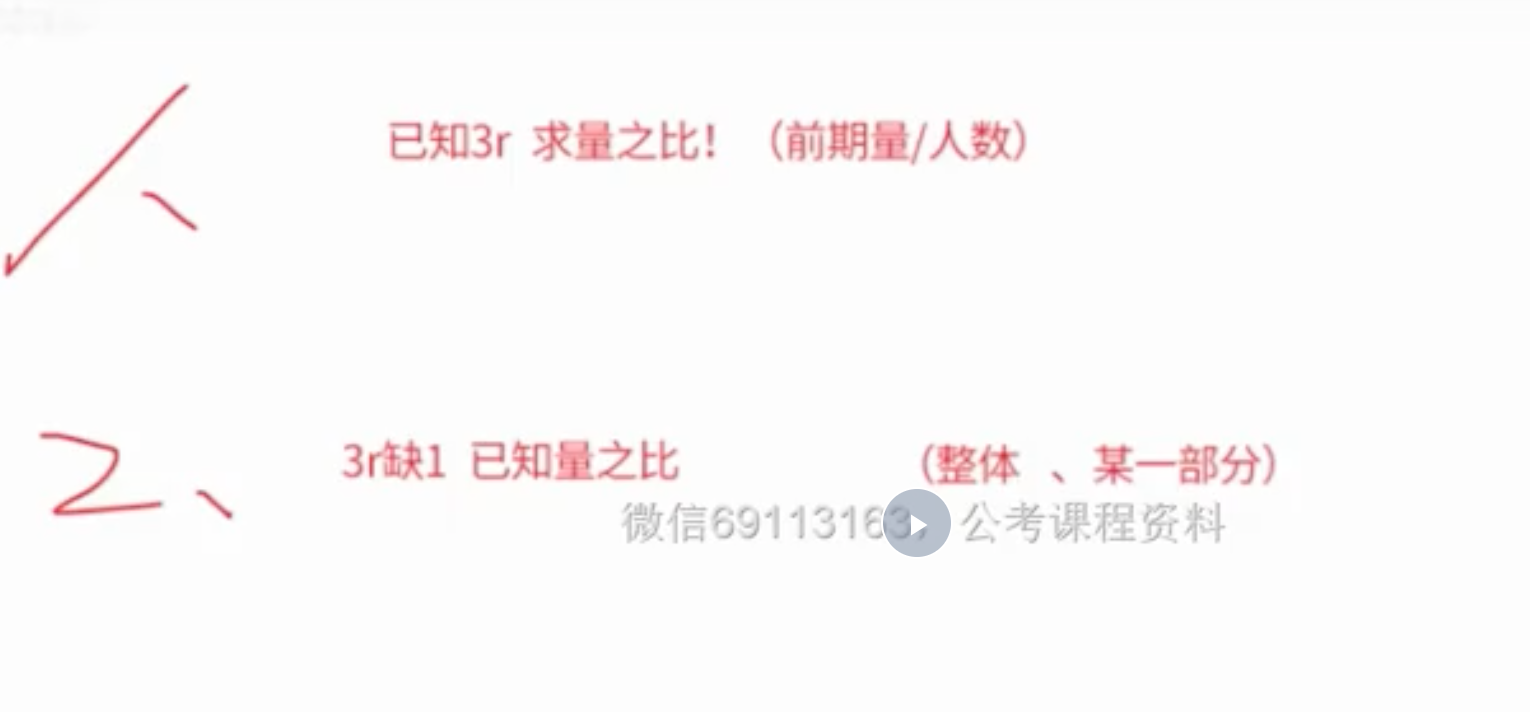 1、 已知3r 求量之比！（前期量/人数）
2、 3r缺1 已知量之比 （整体 、某一部分）
微信69113163，公考课程资料